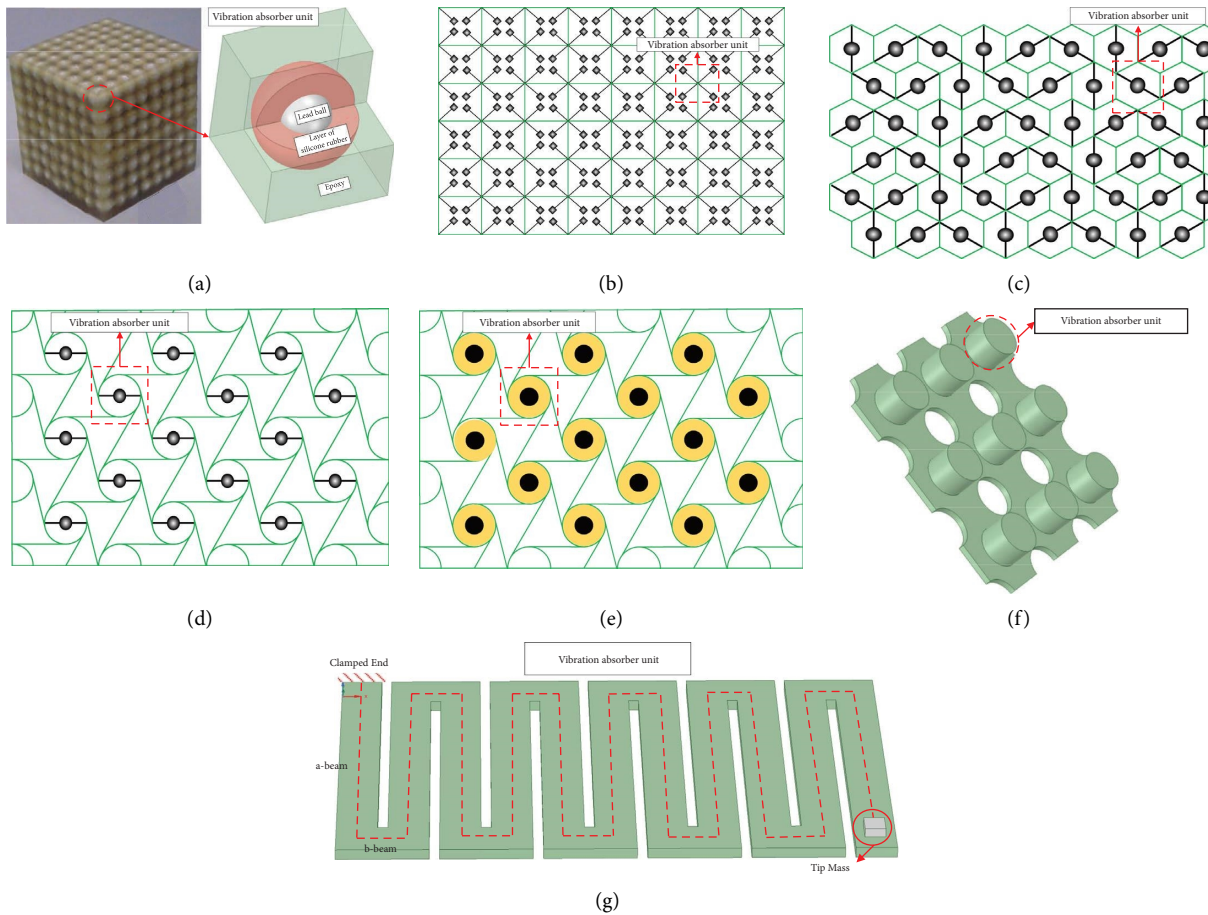 Vibration absorber unit
Lead ball
Layer of
silicone rubber
Epoxy
(a)
Vibration absorber unit
(b)
Vibration absorber unit
(c)
Vibration absorber unit
(d)
Vibration absorber unit
(e)
Vibration absorber unit
(f)
Vibration absorber unit
Clamped End
a-beam
b-beam
Tip Mass
(g)